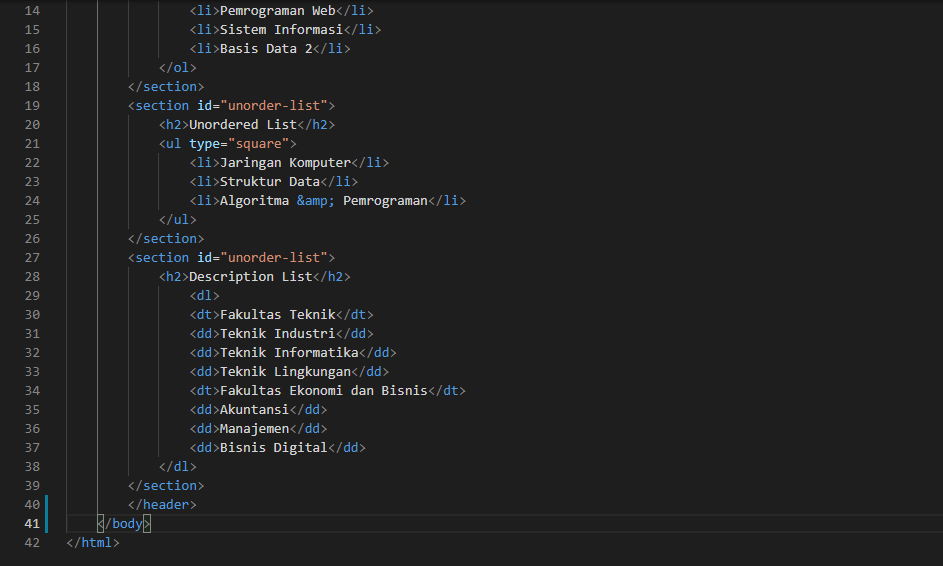 14 <li>Pemrograman Web</li>
15 <li>Sistem Informasi</li>
16 <li>Basis Data 2</li>
17 </ol>
18 </section>
19 <section id="unorder-list">
20 <h2>Unordered List</h2>
21 <ul type="square">
22 <li>Jaringan Komputer</li>
23 <li>Struktur Data</li>
24 <li>Algoritma &amp; Pemrograman</li>
25 </ul>
26 </section>
27 <section id="unorder-list">
28 <h2>Description List</h2>
29 <dl>
30 <dt>Fakultas Teknik</dt>
31 <dd>Teknik Industri</dd>
32 <dd>Teknik Informatika</dd>
33 <dd>Teknik Lingkungan</dd>
34 <dt>Fakultas Ekonomi dan Bisnis</dt>
35 <dd>Akuntansi</dd>
36 <dd>Manajemen</dd>
37 <dd>Bisnis Digital</dd>
38 </dl>
39 </section>
40 </header>
41 </body>
42 </html>